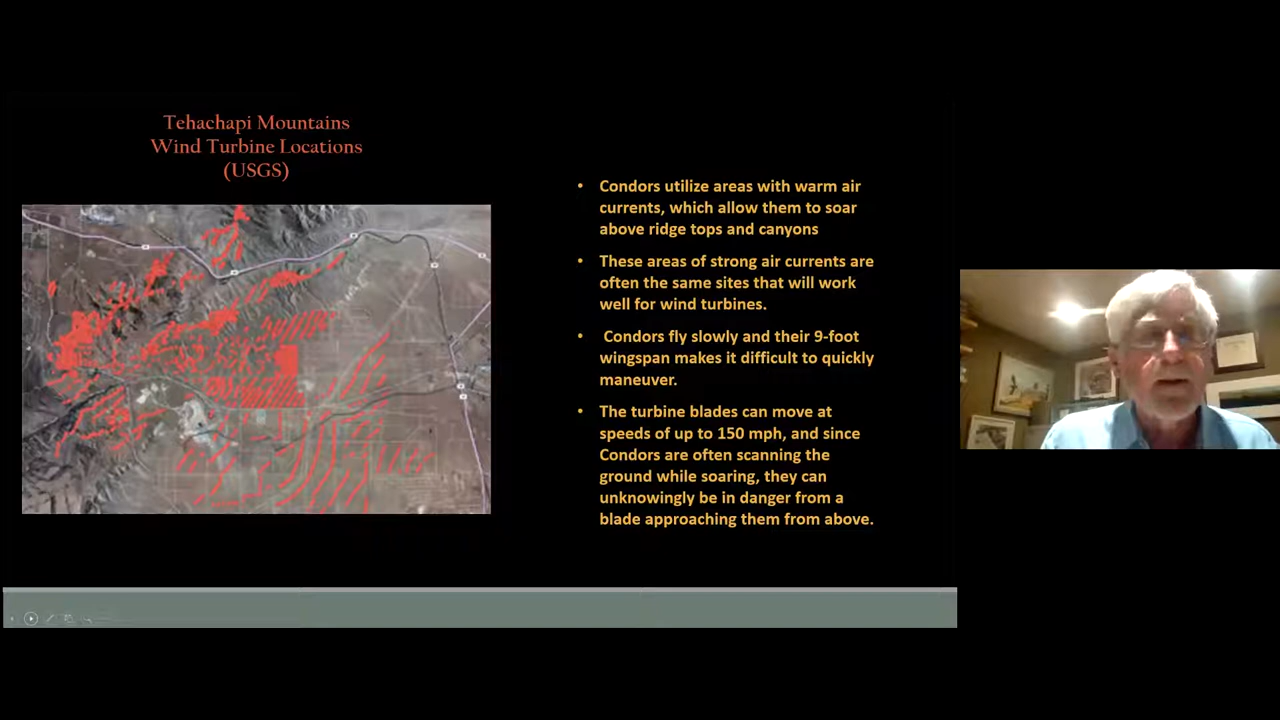 Tehachapi Mountains
Wind Turbine Locations
(USGS)
• Condors utilize areas with warm air
currents, which allow them to soar
above ridge tops and canyons
• These areas of strong air currents are
often the same sites that will work
well for wind turbines.
• Condors fly slowly and their 9-foot
wingspan makes it difficult to quickly
maneuver.
• The turbine blades can move at
speeds of up to 150 mph, and since
Condors are often scanning the
ground while soaring, they can
unknowingly be in danger from a
blade approaching them from above.